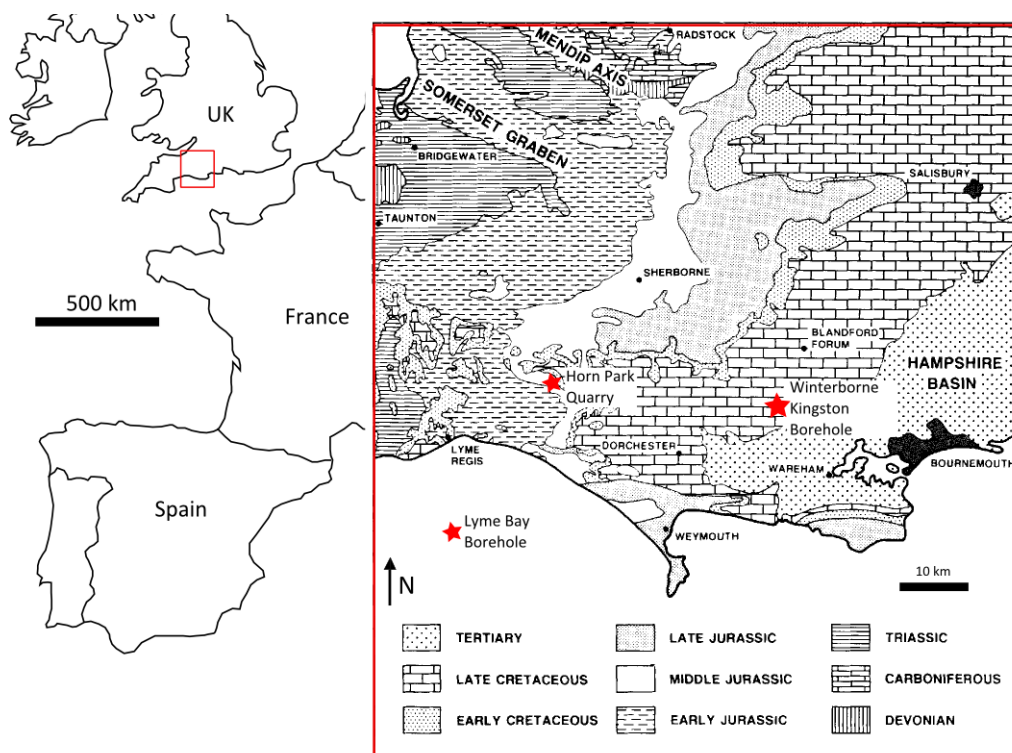 UK
500 km
France
Spain
RADSTOCK
MENDIP AXIS
SOMERSET GRABEN
BRIDGEWATER
SALISBURY
TAUNTON
SHERBORNE
BLANDFORD
FORUM
HAMPSHIRE
BASIN
Horn Park
Quarry
Winterborne
Kingston
Borehole
LYME
REGIS
DORCHESTER
WAREHAM
BOURNEMOUTH
Lyme Bay
Borehole
WEYMOUTH
N
10 km
TERTIARY
LATE JURASSIC
TRIASSIC
LATE CRETACEOUS
MIDDLE JURASSIC
CARBONIFEROUS
EARLY CRETACEOUS
EARLY JURASSIC
DEVONIAN